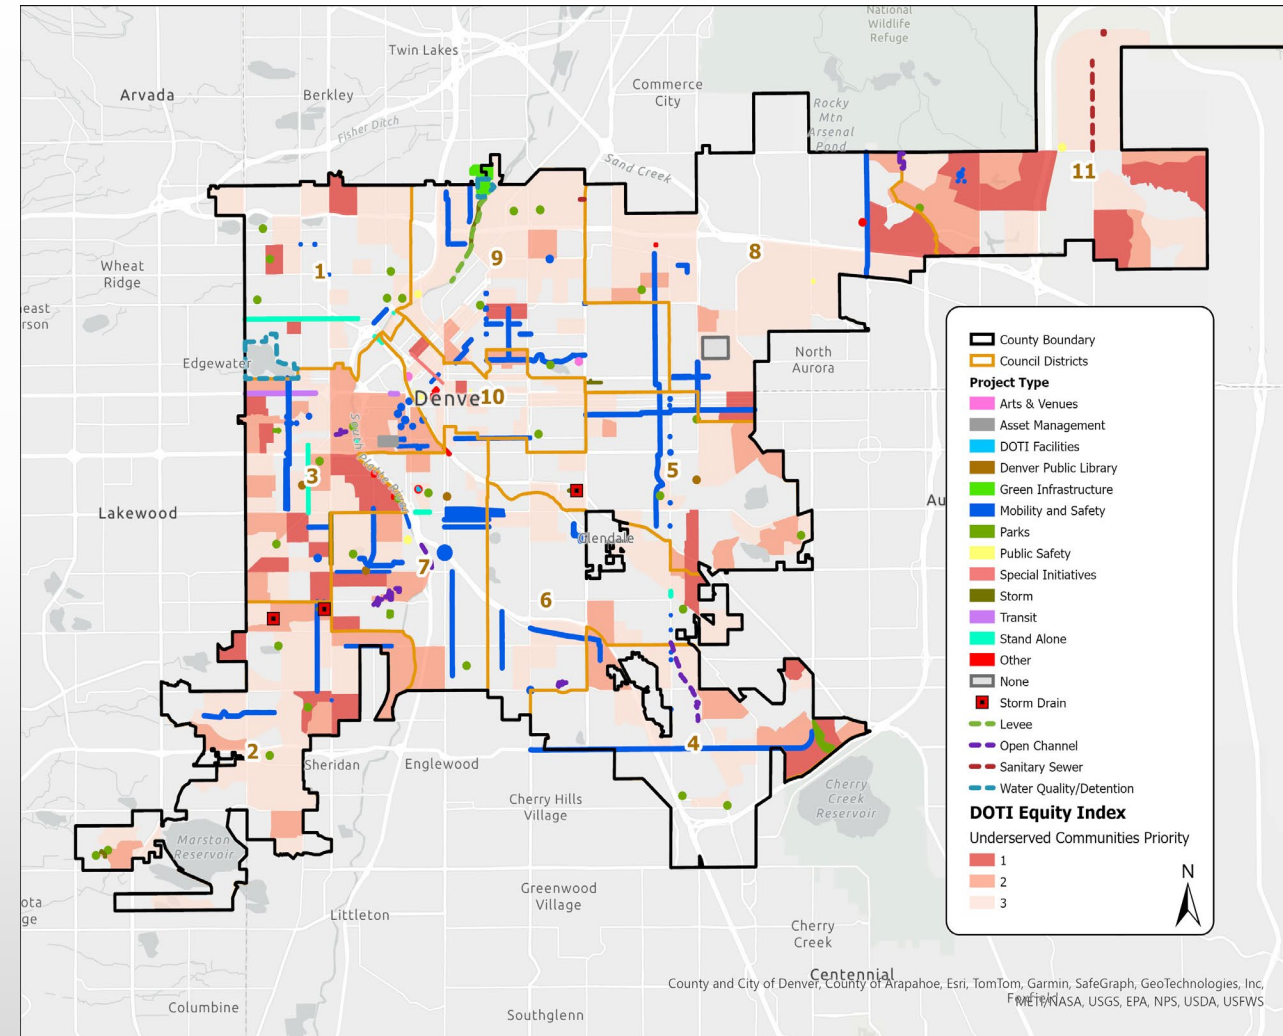 National
Wildlife
Refuge
Twin Lakes
Commerce
City
Arvada
Berkley
Rocky
Mtn
Arsenal
Pond
Fisher Ditch
Sand Creek
11
8
9
1
Wheat
Ridge
Edgewater
North
Aurora
Denve
10
South Platte River
3
5
Lakewood
Au
Glendale
7
6
2
4
Sheridan
Englewood
Cherry Hills
Village
Cherry
Creek
Reservoir
Marston
Reservoir
Greenwood
Village
Littleton
Cherry
Creek
Centennial
Columbine
Southglenn
County Boundary
Council Districts
Project Type
Arts & Venues
Asset Management
DOTI Facilities
Denver Public Library
Green Infrastructure
Mobility and Safety
Parks
Public Safety
Special Initiatives
Storm
Transit
Stand Alone
Other
None
Storm Drain
Levee
Open Channel
Sanitary Sewer
Water Quality/Detention
DOTI Equity Index
Underserved Communities Priority
1
2
3
N
County and City of Denver, County of Arapahoe, Esri, TomTom, Garmin, SafeGraph, GeoTechnologies, Inc,
METI/NASA, USGS, EPA, NPS, USDA, USFWS